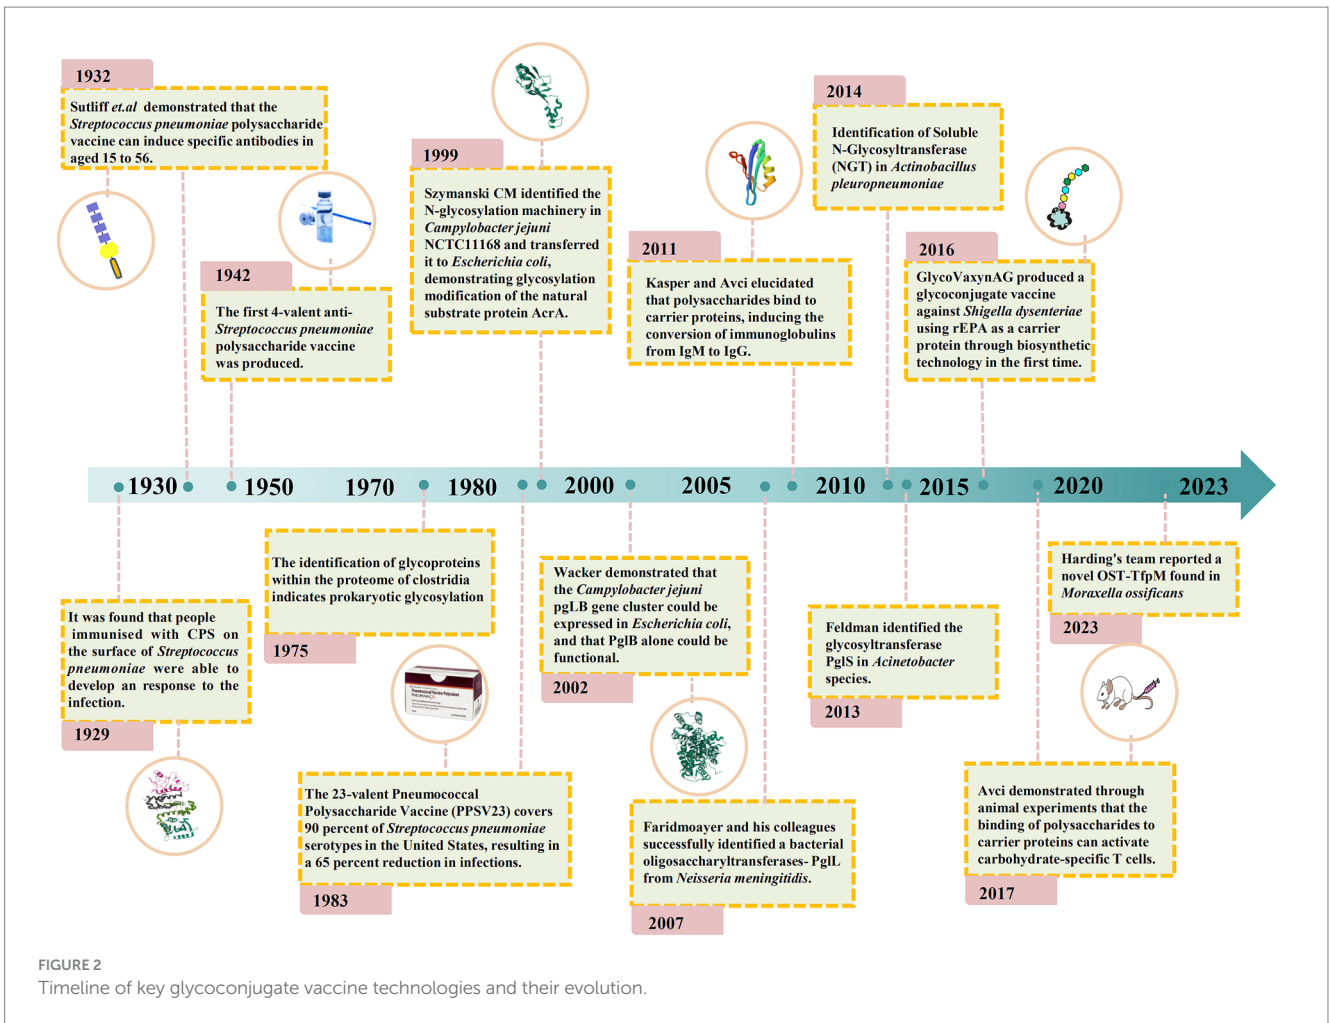 1932
Sutliff et.al demonstrated that the
Streptococcus pneumoniae polysaccharide
vaccine can induce specific antibodies in
aged 15 to 56.
1942
The first 4-valent anti-
Streptococcus pneumoniae
polysaccharide vaccine
was produced.
1999
Szymanski CM identified the
N-glycosylation machinery in
Campylobacter jejuni
NCTC11168 and transferred
it to Escherichia coli,
demonstrating glycosylation
modification of the natural
substrate protein AcrA.
2011
Kasper and Avci elucidated
that polysaccharides bind to
carrier proteins, inducing the
conversion of immunoglobulins
from IgM to IgG.
2014
Identification of Soluble
N-Glycosyltransferase
(NGT) in Actinobacillus
pleuropneumoniae
2016
GlycoVaxynAG produced a
glycoconjugate vaccine
against Shigella dysenteriae
using rEPA as a carrier
protein through biosynthetic
technology in the first time.
1930 1950 1970 1980 2000 2005 2010 2015 2020 2023
It was found that people
immunised with CPS on
the surface of Streptococcus
pneumoniae were able to
develop an response to the
infection.
1929
The identification of glycoproteins
within the proteome of clostridia
indicates prokaryotic glycosylation
1975
Pneumococcal Vaccine Polyvalent
The 23-valent Pneumococcal
Polysaccharide Vaccine (PPSV23) covers
90 percent of Streptococcus pneumoniae
serotypes in the United States, resulting in
a 65 percent reduction in infections.
1983
Wacker demonstrated that
the Campylobacter jejuni
pgLB gene cluster could be
expressed in Escherichia coli,
and that PglB alone could be
functional.
2002
Faridmoayer and his colleagues
successfully identified a bacterial
oligosaccharyltransferases- PglL
from Neisseria meningitidis.
2007
Feldman identified the
glycosyltransferase
PglS in Acinetobacter
species.
2013
Harding's team reported a
novel OST-TfpM found in
Moraxella ossificans
2023
Avci demonstrated through
animal experiments that the
binding of polysaccharides to
carrier proteins can activate
carbohydrate-specific T cells.
2017
FIGURE 2
Timeline of key glycoconjugate vaccine technologies and their evolution.